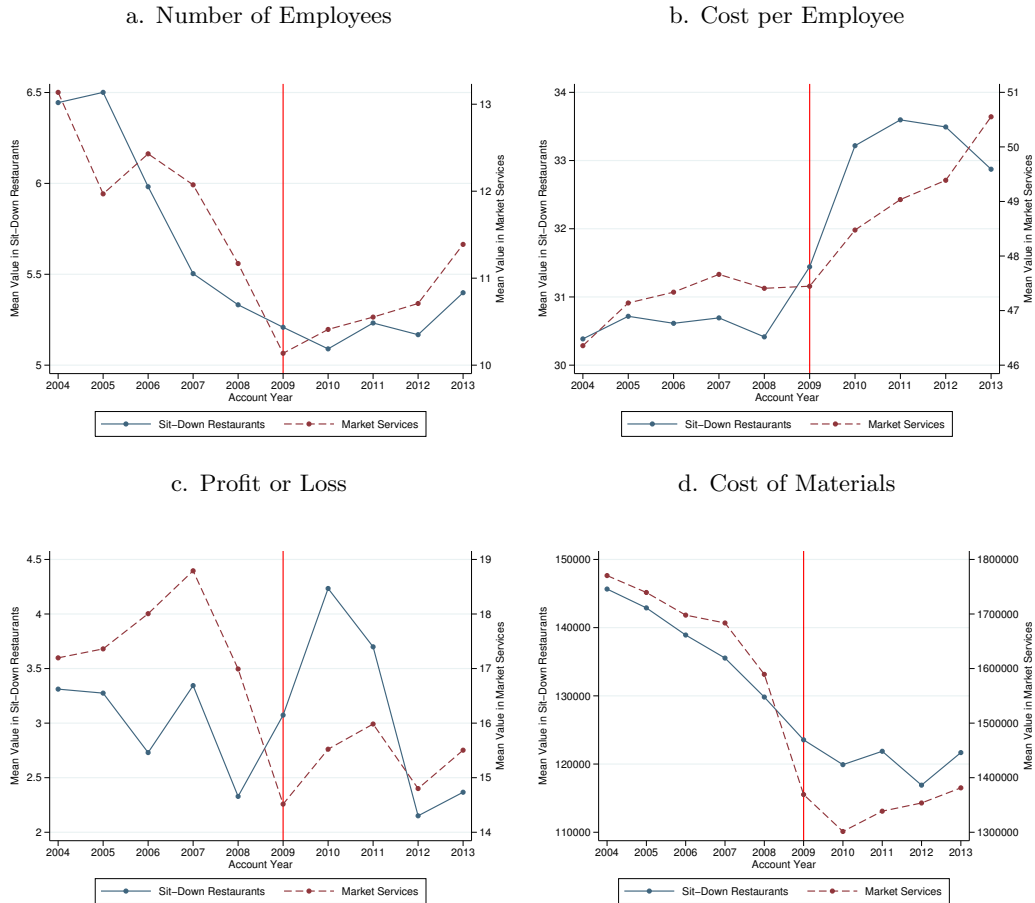 a. Number of Employees
b. Cost per Employee
6.5
6
5.5
5
Mean Value in Sit−Down Restaurants
13
12
11
10
Mean Value in Market Services
2004 2005 2006 2007 2008 2009 2010 2011 2012 2013
Account Year
Sit−Down Restaurants Market Services
34
33
32
31
30
Mean Value in Sit−Down Restaurants
51
50
49
48
47
46
Mean Value in Market Services
2004 2005 2006 2007 2008 2009 2010 2011 2012 2013
Account Year
Sit−Down Restaurants Market Services
c. Profit or Loss
d. Cost of Materials
4.5
4
3.5
3
2.5
2
Mean Value in Sit−Down Restaurants
19
18
17
16
15
14
Mean Value in Market Services
2004 2005 2006 2007 2008 2009 2010 2011 2012 2013
Account Year
Sit−Down Restaurants Market Services
150000
140000
130000
120000
110000
Mean Value in Sit−Down Restaurants
1800000
1700000
1600000
1500000
1400000
1300000
Mean Value in Market Services
2004 2005 2006 2007 2008 2009 2010 2011 2012 2013
Account Year
Sit−Down Restaurants Market Services